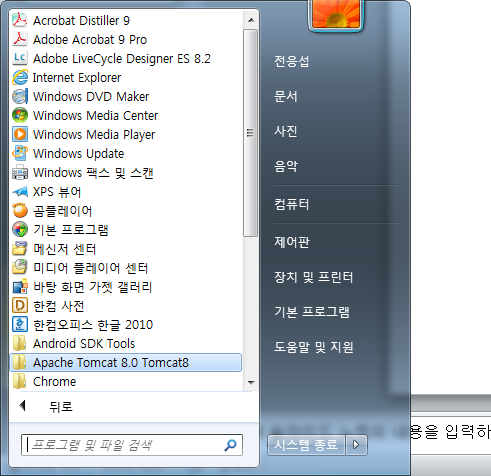 Acrobat Distiller 9
Adobe Acrobat 9 Pro
Adobe LiveCycle Designer ES 8.2
Internet Explorer
Windows DVD Maker
Windows Media Center
Windows Media Player
Windows Update
Windows 팩스 및 스캔
XPS 뷰어
곰플레이어
기본 프로그램
메신저 센터
미디어 플레이어 센터
바탕 화면 가젯 갤러리
한컴 사전
한컴오피스 한글 2010
Android SDK Tools
Apache Tomcat 8.0 Tomcat8
Chrome
뒤로
프로그램 및 파일 검색
전응섭
문서
사진
음악
컴퓨터
제어판
장치 및 프린터
기본 프로그램
도움말 및 지원
시스템 종료
용을 입력하